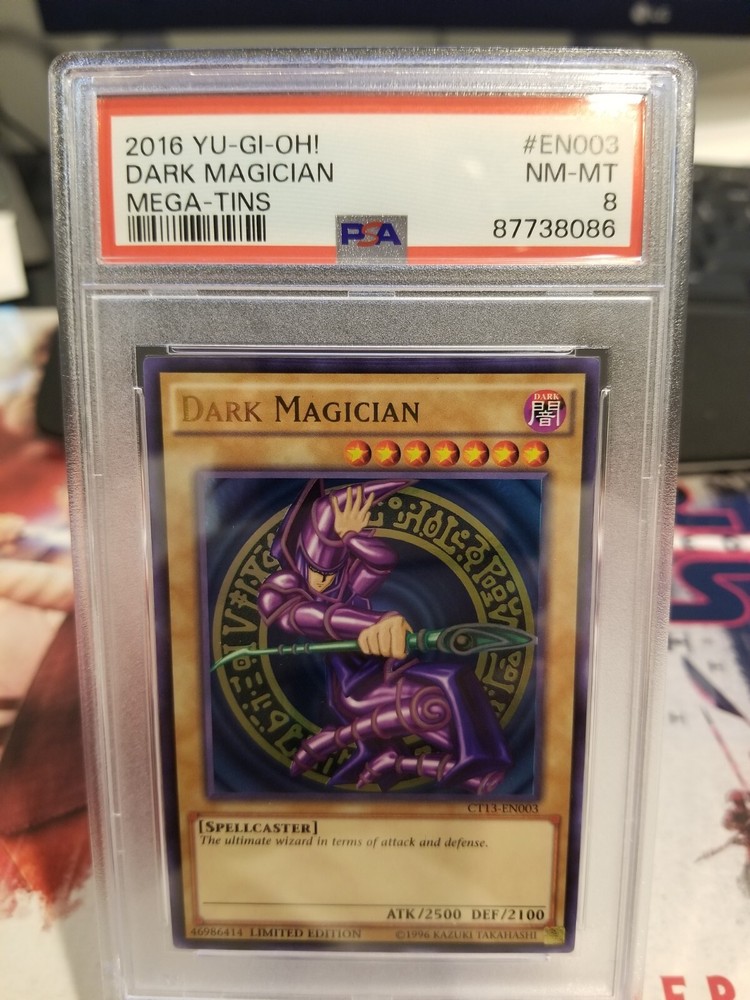 LG
2016 YU-GI-OH! #EN003
DARK MAGICIAN NM-MT
MEGA-TINS 8
PSA 87738086
DARK MAGICIAN
DARK
闇
CT13-EN003
[SPELLCASTER]
The ultimate wizard in terms of attack and defense.
ATK/2500 DEF/2100
46986414 LIMITED EDITION ©1996 KAZUKI TAKAHASHI